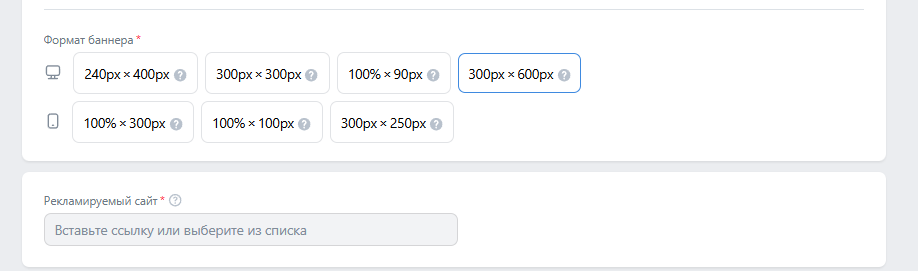 Формат баннера *
240px × 400px ?
300px × 300px ?
100% × 90px ?
300px × 600px ?
100% × 300px ?
100% × 100px ?
300px × 250px ?
Рекламируемый сайт * ?
Вставьте ссылку или выберите из списка